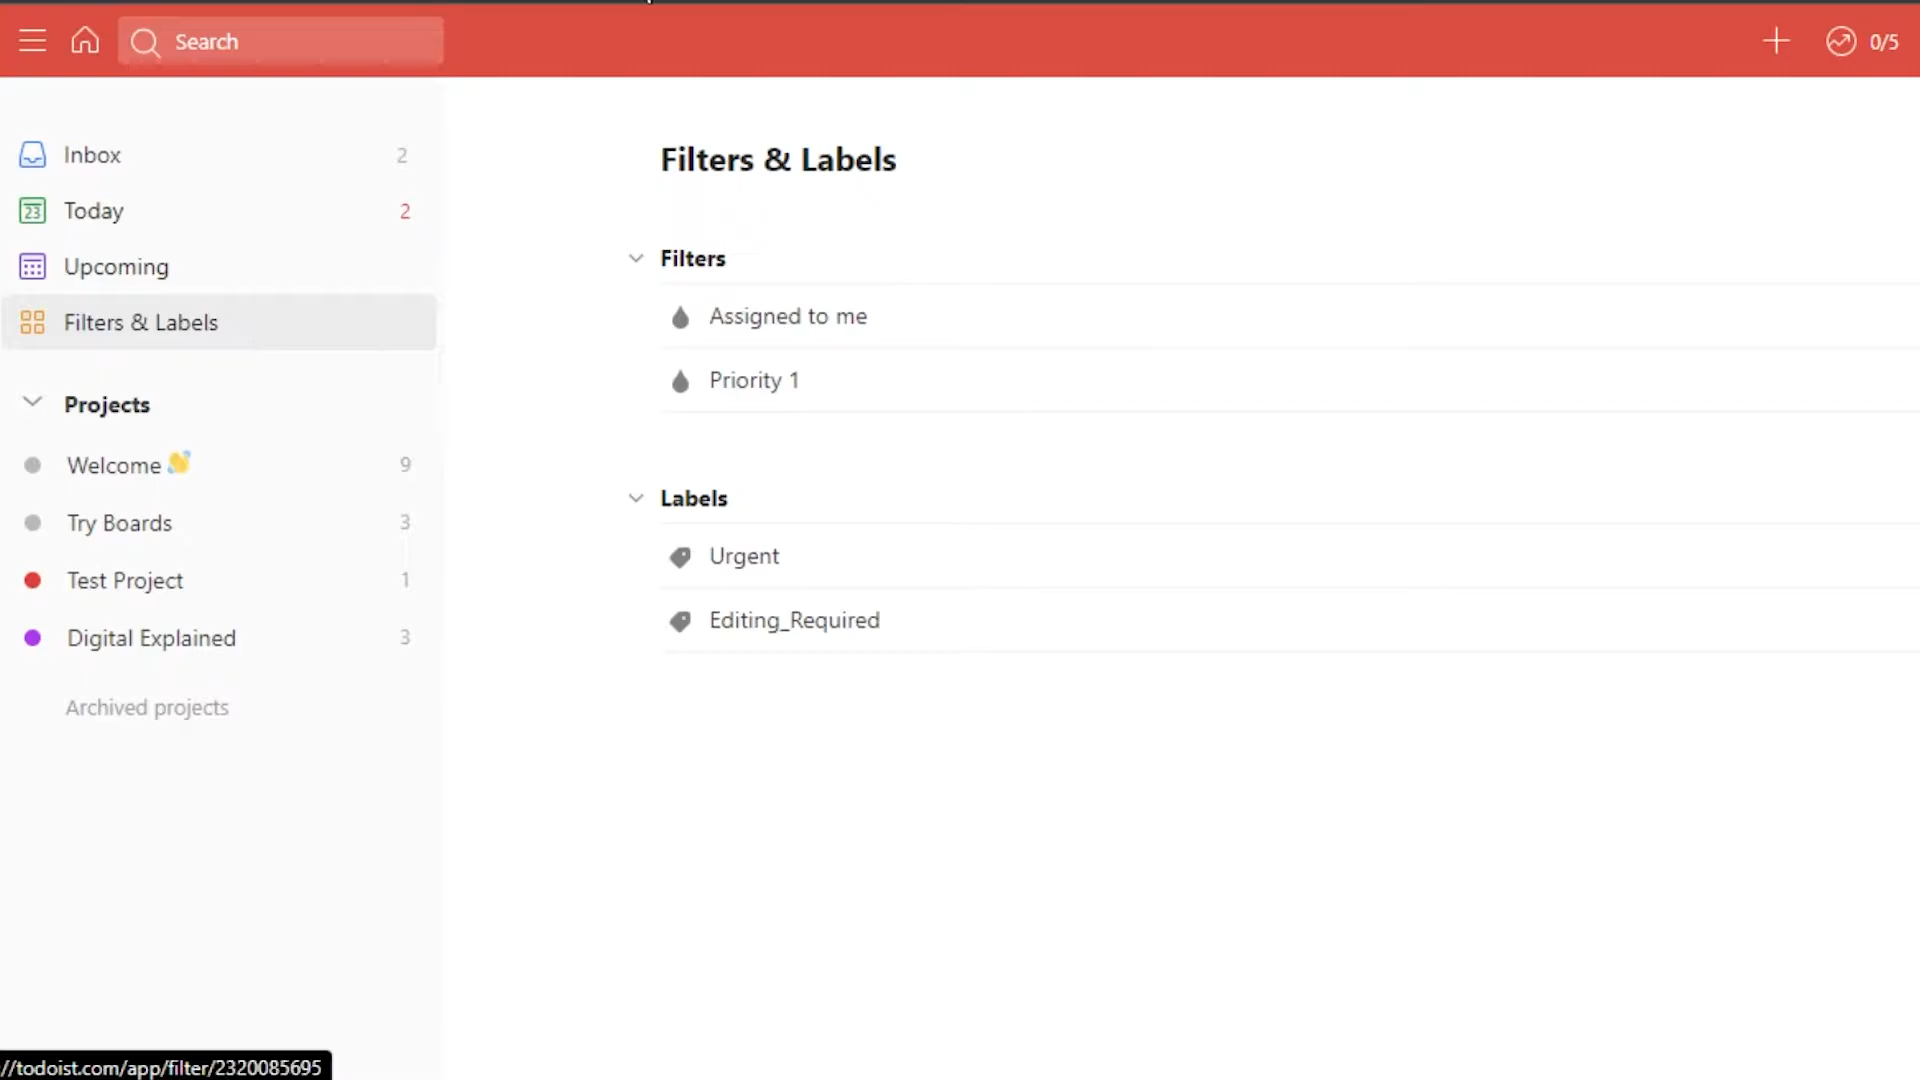 Search
0/5
Inbox 2
23 Today 2
Upcoming
Filters & Labels
Projects
Welcome 👋 9
Try Boards 3
Test Project 1
Digital Explained 3
Archived projects
Filters & Labels
Filters
Assigned to me
Priority 1
Labels
Urgent
Editing_Required
//todoist.com/app/filter/2320085695